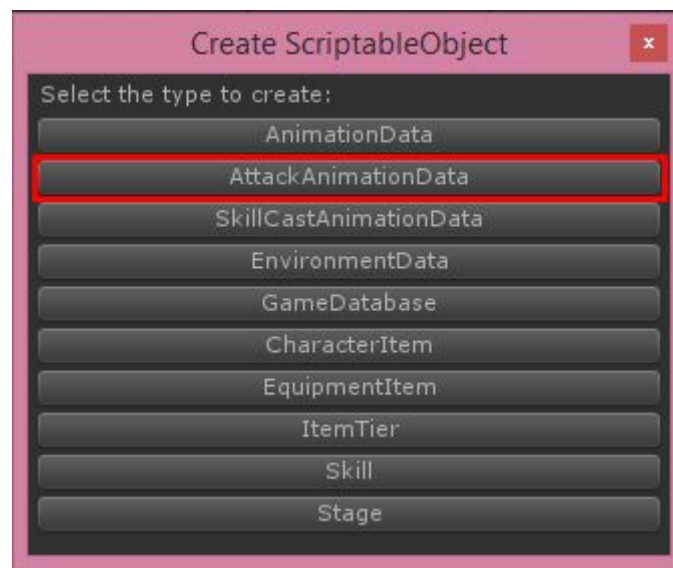 Create ScriptableObject
x
Select the type to create:
AnimationData
AttackAnimationData
SkillCastAnimationData
EnvironmentData
GameDatabase
CharacterItem
EquipmentItem
ItemTier
Skill
Stage